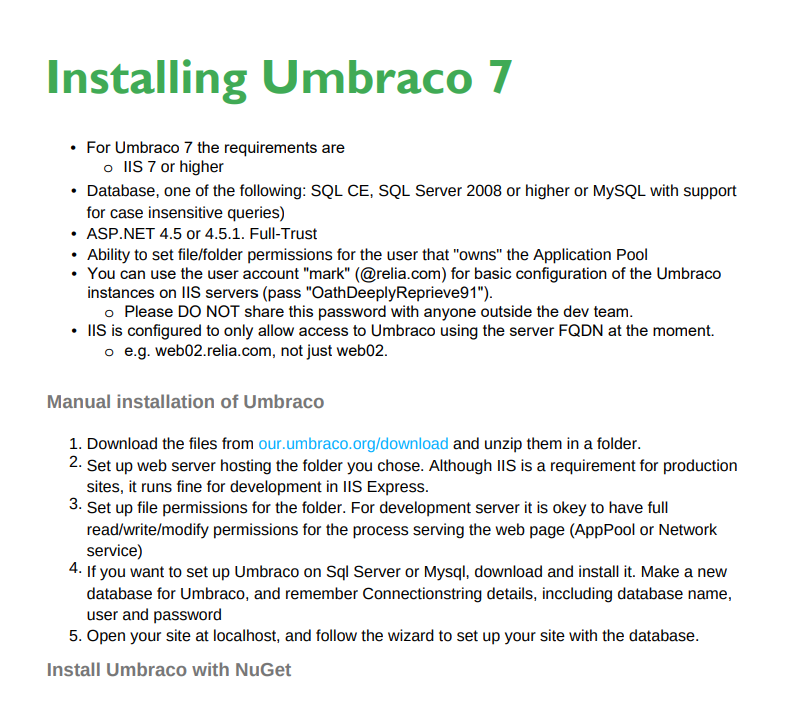 Installing Umbraco 7
• For Umbraco 7 the requirements are
o IIS 7 or higher
• Database, one of the following: SQL CE, SQL Server 2008 or higher or MySQL with support
for case insensitive queries)
• ASP.NET 4.5 or 4.5.1. Full-Trust
• Ability to set file/folder permissions for the user that "owns" the Application Pool
• You can use the user account "mark" (@relia.com) for basic configuration of the Umbraco
instances on IIS servers (pass "OathDeeplyReprieve91").
o Please DO NOT share this password with anyone outside the dev team.
• IIS is configured to only allow access to Umbraco using the server FQDN at the moment.
o e.g. web02.relia.com, not just web02.
Manual installation of Umbraco
1. Download the files from our.umbraco.org/download and unzip them in a folder.
2. Set up web server hosting the folder you chose. Although IIS is a requirement for production
sites, it runs fine for development in IIS Express.
3. Set up file permissions for the folder. For development server it is okey to have full
read/write/modify permissions for the process serving the web page (AppPool or Network
service)
4. If you want to set up Umbraco on Sql Server or Mysql, download and install it. Make a new
database for Umbraco, and remember Connectionstring details, inccluding database name,
user and password
5. Open your site at localhost, and follow the wizard to set up your site with the database.
Install Umbraco with NuGet